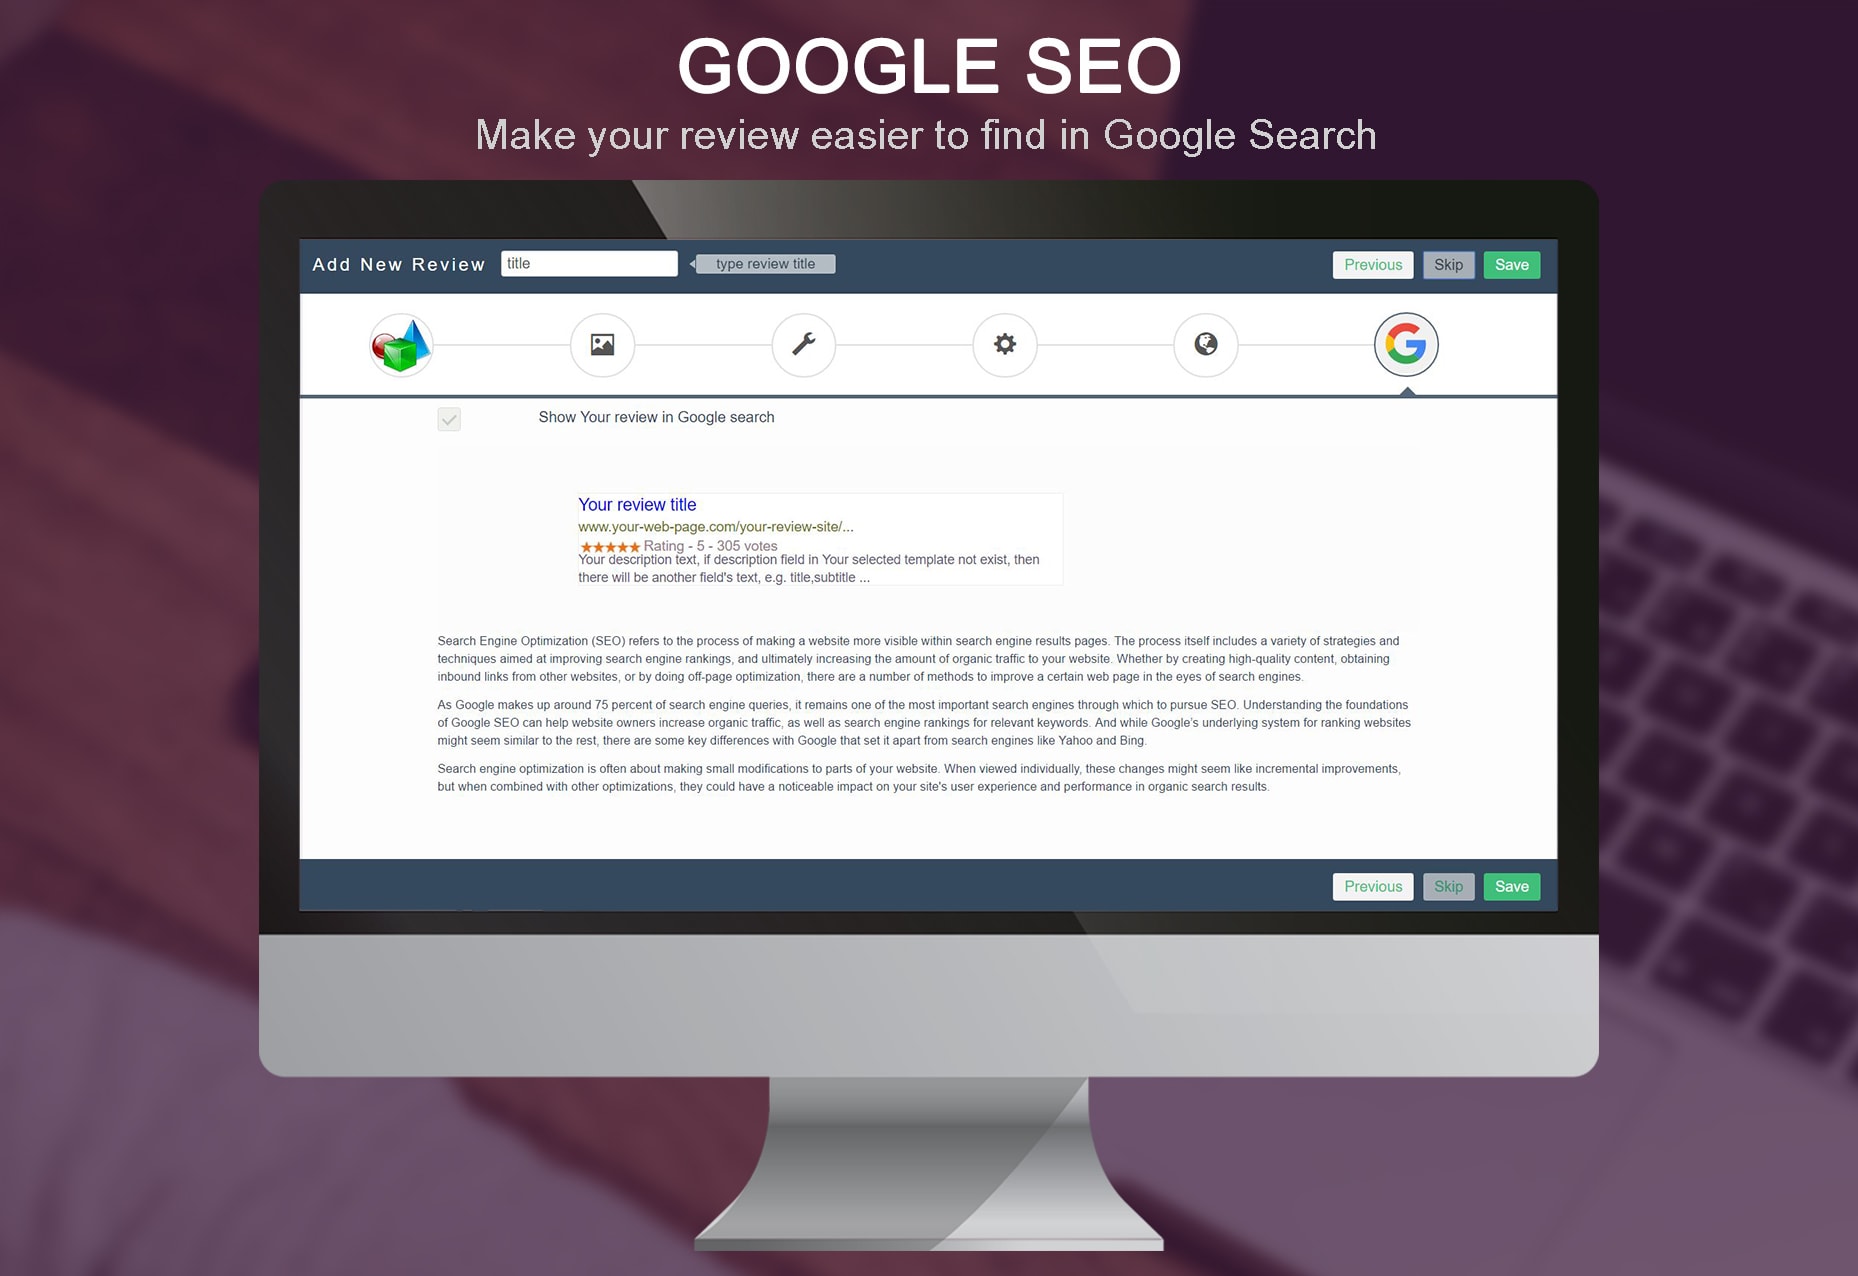 GOOGLE SEO
Make your review easier to find in Google Search
Add New Review title type review title Previous Skip Save
Show Your review in Google search
Your review title
www.your-web-page.com/your-review-site/...
Rating - 5 - 305 votes
Your description text, if description field in Your selected template not exist, then
there will be another field's text, e.g. title,subtitle ...
Search Engine Optimization (SEO) refers to the process of making a website more visible within search engine results pages. The process itself includes a variety of strategies and
techniques aimed at improving search engine rankings, and ultimately increasing the amount of organic traffic to your website. Whether by creating high-quality content, obtaining
inbound links from other websites, or by doing off-page optimization, there are a number of methods to improve a certain web page in the eyes of search engines.
As Google makes up around 75 percent of search engine queries, it remains one of the most important search engines through which to pursue SEO. Understanding the foundations
of Google SEO can help website owners increase organic traffic, as well as search engine rankings for relevant keywords. And while Google's underlying system for ranking websites
might seem similar to the rest, there are some key differences with Google that set it apart from search engines like Yahoo and Bing.
Search engine optimization is often about making small modifications to parts of your website. When viewed individually, these changes might seem like incremental improvements,
but when combined with other optimizations, they could have a noticeable impact on your site's user experience and performance in organic search results.
Previous Skip Save